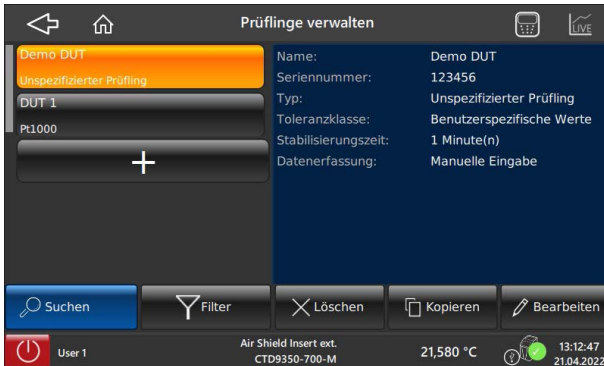 Prüflinge verwalten
LIVE
Demo DUT
Unspezifizierter Prüfling
DUT 1
Pt1000
+
Name: Demo DUT
Seriennummer: 123456
Typ: Unspezifizierter Prüfling
Toleranzklasse: Benutzerspezifische Werte
Stabilisierungszeit: 1 Minute(n)
Datenerfassung: Manuelle Eingabe
Suchen
Filter
Löschen
Kopieren
Bearbeiten
User 1
Air Shield Insert ext.
CTD9350-700-M
21,580 °C
13:12:47
21.04.2022